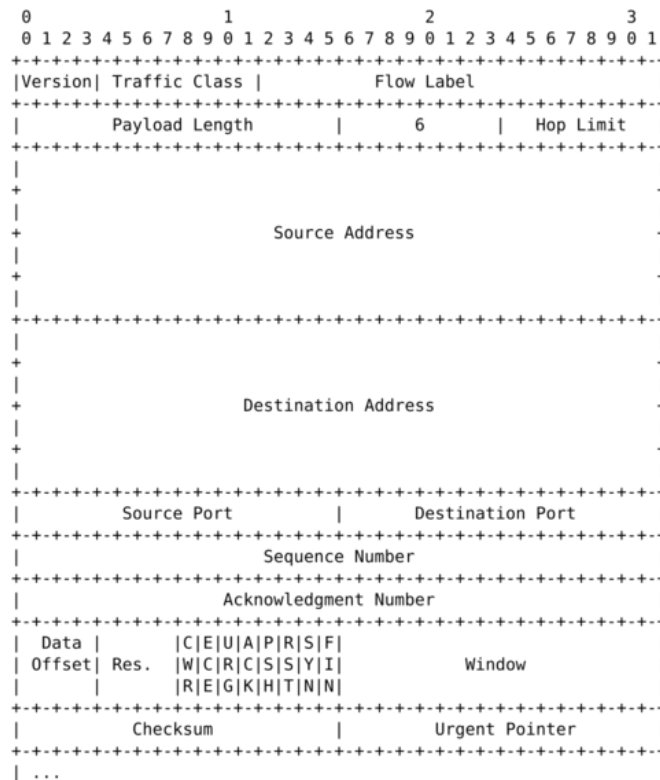 0 1 2 3
0 1 2 3 4 5 6 7 8 9 0 1 2 3 4 5 6 7 8 9 0 1 2 3 4 5 6 7 8 9 0 1
|Version| Traffic Class | Flow Label
| Payload Length | 6 | Hop Limit
Source Address
Destination Address
| Source Port | Destination Port
| Sequence Number
| Acknowledgment Number
| Data | |C|E|U|A|P|R|S|F|
| Offset| Res. |W|C|R|C|S|S|Y|I| Window
| | |R|E|G|K|H|T|N|N|
| Checksum | Urgent Pointer
| ...